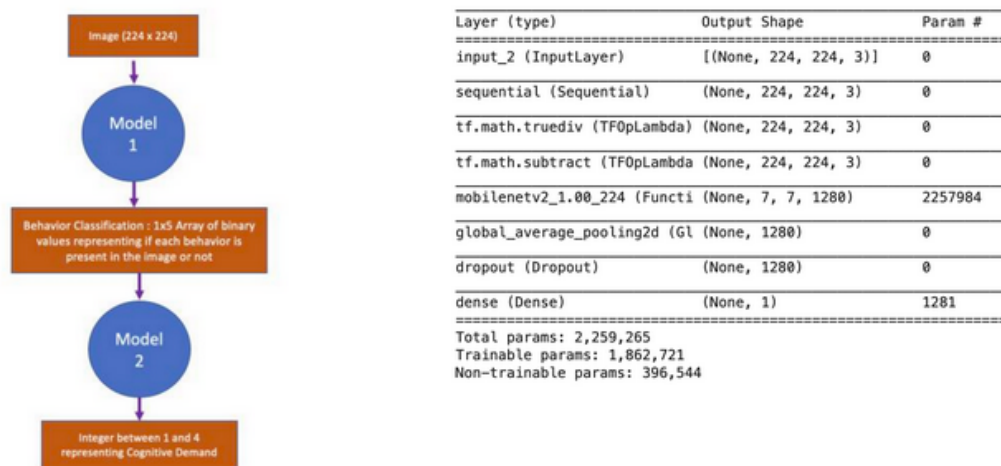 Image (224 x 224)
Model
1
Behavior Classification : 1x5 Array of binary
values representing if each behavior is
present in the image or not
Model
2
Integer between 1 and 4
representing Cognitive Demand
Layer (type) Output Shape Param #
input_2 (InputLayer) [(None, 224, 224, 3)] 0
sequential (Sequential) (None, 224, 224, 3) 0
tf.math.truediv (TFOpLambda) (None, 224, 224, 3) 0
tf.math.subtract (TFOpLambda (None, 224, 224, 3) 0
mobilenetv2_1.00_224 (Functi (None, 7, 7, 1280) 2257984
global_average_pooling2d (Gl (None, 1280) 0
dropout (Dropout) (None, 1280) 0
dense (Dense) (None, 1) 1281
Total params: 2,259,265
Trainable params: 1,862,721
Non-trainable params: 396,544